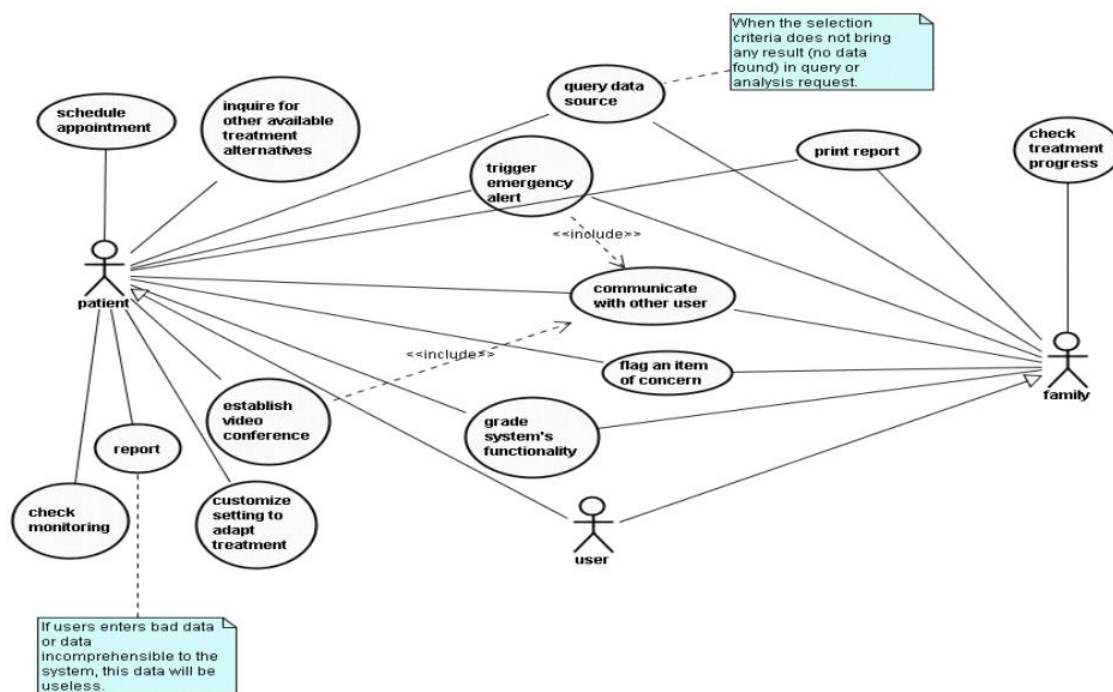 When the selection
criteria does not bring
any result (no data
found) in query or
analysis request.
schedule
appointment
inquire for
other available
treatment
alternatives
query data
source
trigger
emergency
alert
print report
check
treatment
progress
<<include>>
patient
communicate
with other user
<<include>>
flag an item
of concern
family
establish
video
conference
grade
system's
functionality
report
check
monitoring
customize
setting to
adapt
treatment
user
If users enters bad data
or data
incomprehensible to the
system, this data will be
useless.